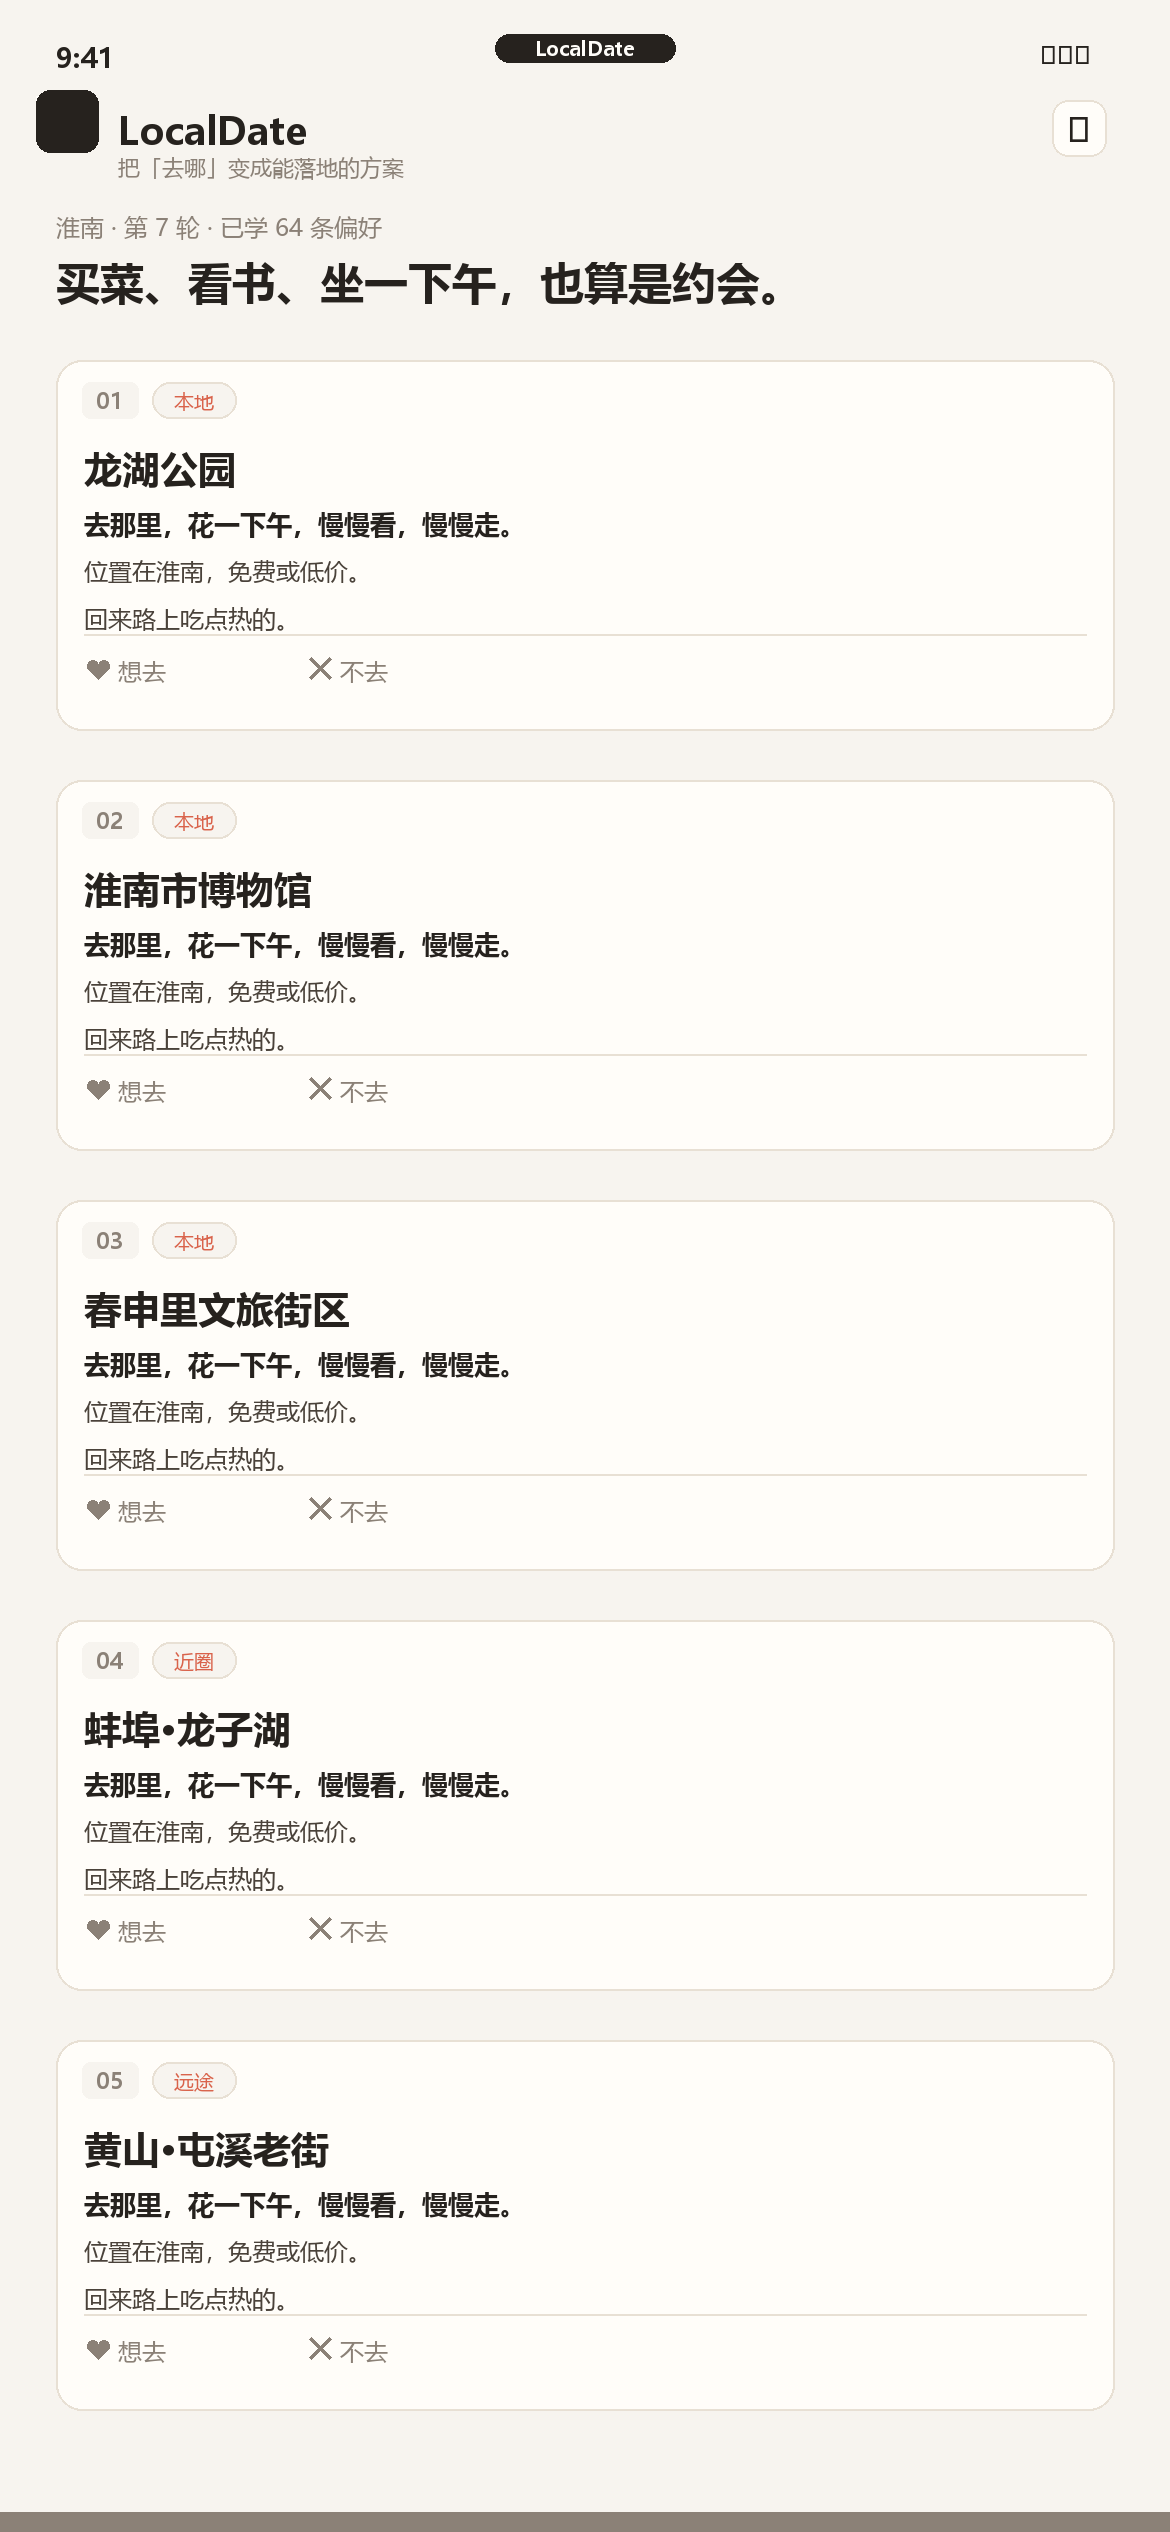 9:41
LocalDate
LocalDate
把「去哪」变成能落地的方案
淮南 · 第 7 轮 · 已学 64 条偏好
买菜、看书、坐一下午，也算是约会。
01 本地
龙湖公园
去那里，花一下午，慢慢看，慢慢走。
位置在淮南，免费或低价。
回来路上吃点热的。
♥ 想去 ✕ 不去
02 本地
淮南市博物馆
去那里，花一下午，慢慢看，慢慢走。
位置在淮南，免费或低价。
回来路上吃点热的。
♥ 想去 ✕ 不去
03 本地
春申里文旅街区
去那里，花一下午，慢慢看，慢慢走。
位置在淮南，免费或低价。
回来路上吃点热的。
♥ 想去 ✕ 不去
04 近圈
蚌埠•龙子湖
去那里，花一下午，慢慢看，慢慢走。
位置在淮南，免费或低价。
回来路上吃点热的。
♥ 想去 ✕ 不去
05 远途
黄山•屯溪老街
去那里，花一下午，慢慢看，慢慢走。
位置在淮南，免费或低价。
回来路上吃点热的。
♥ 想去 ✕ 不去